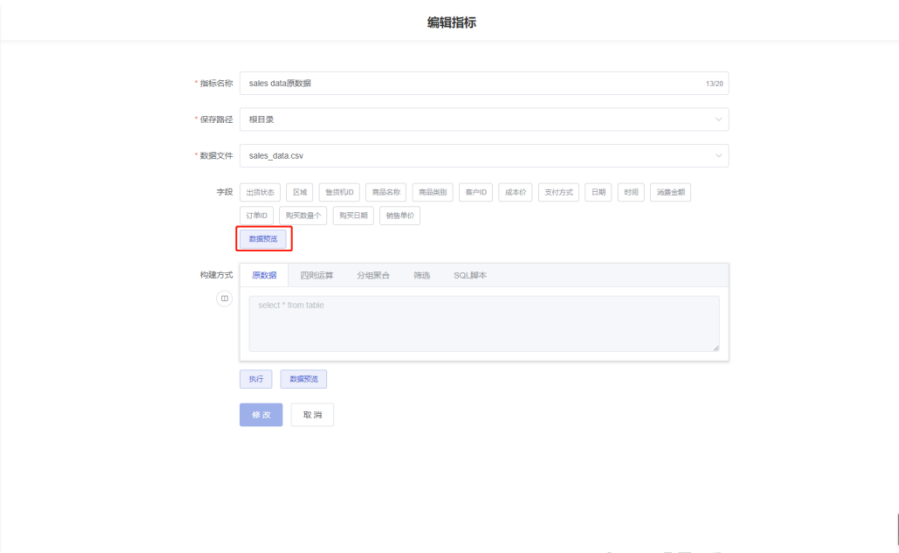 编辑指标
* 指标名称 sales data原数据 13/20
* 保存路径 根目录
* 数据文件 sales_data.csv
字段 出货状态 区域 售货机ID 商品名称 商品类别 客户ID 成本价 支付方式 日期 时间 消费金额
订单ID 购买数量个 购买日期 销售单价
数据预览
构建方式 原数据 四则运算 分组聚合 筛选 SQL脚本
select * from table
执行 数据预览
修改 取消